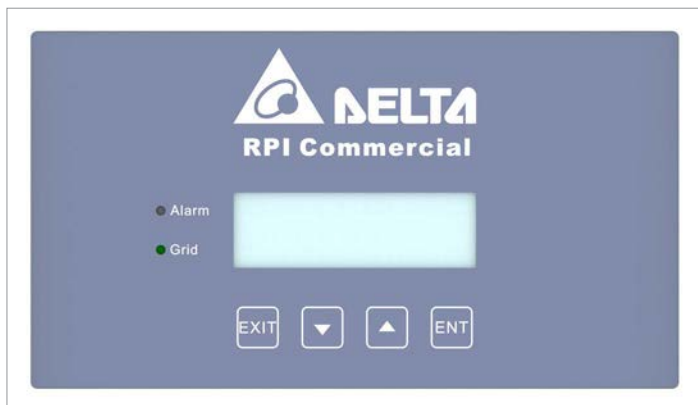 DELTA
RPI Commercial
Alarm
Grid
EXIT
ENT